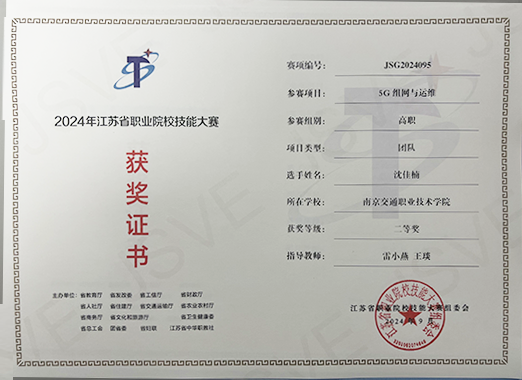 2024年江苏省职业院校技能大赛
获奖证书
主办单位：省教育厅 省发改委 省工信厅 省财政厅
省人社厅 省住建厅 省交通运输厅 省农业农村厅
省商务厅 省文化和旅游厅 省卫生健康委
省总工会 团省委 省妇联 江苏省中华职教社
赛项编号： JSG2024095
参赛项目： 5G组网与运维
参赛组别： 高职
项目类型： 团队
选手姓名： 沈佳楠
所在学校： 南京交通职业技术学院
获奖等级： 二等奖
指导教师： 雷小燕 王瑛
江苏省职业院校技能大赛组委会
2024年9月